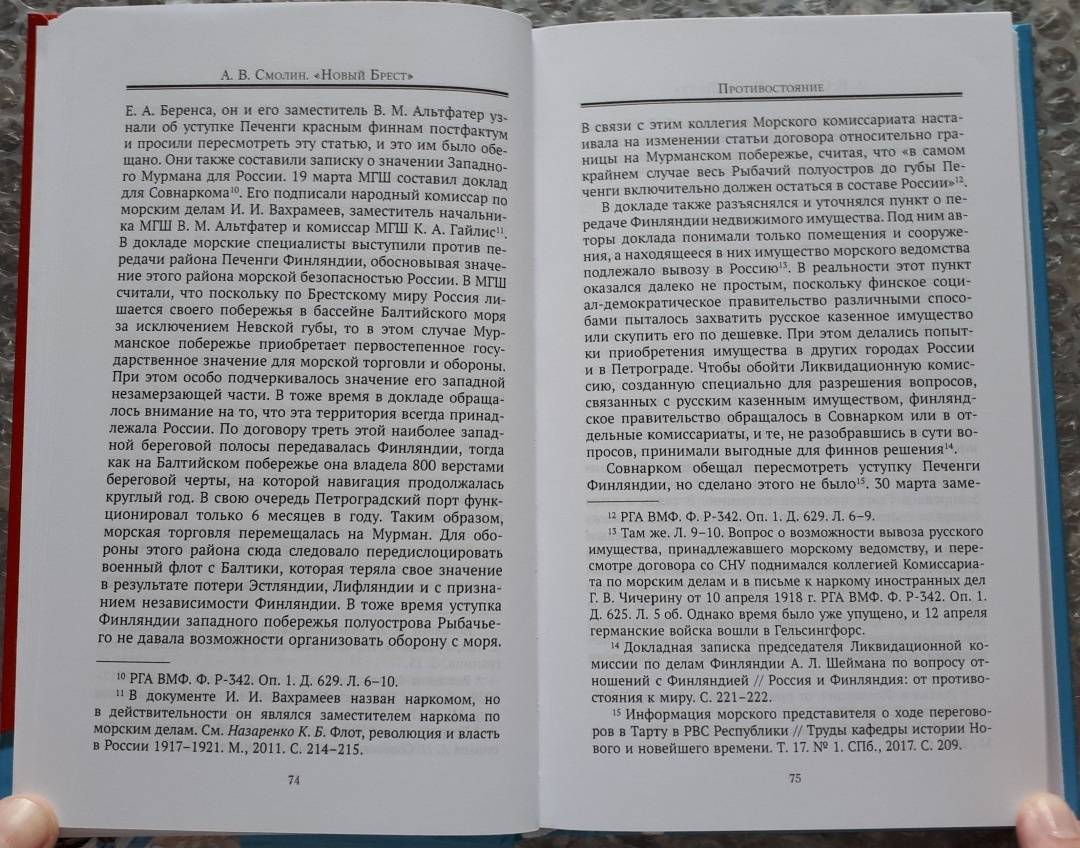 А. В. Смолин. «Новый Брест»
Е. А. Беренса, он и его заместитель В. М. Альтфатер уз-
нали об уступке Печенги красным финнам постфактум
и просили пересмотреть эту статью, и это им было обе-
щано. Они также составили записку о значении Западно-
го Мурмана для России. 19 марта МГШ составил доклад
для Совнаркома¹⁰. Его подписали народный комиссар по
морским делам И. И. Вахрамеев, заместитель начальни-
ка МГШ В. М. Альтфатер и комиссар МГШ К. А. Гайлис¹¹.
В докладе морские специалисты выступили против пе-
редачи района Печенги Финляндии, обосновывая значе-
ние этого района морской безопасностью России. В МГШ
считали, что поскольку по Брестскому миру Россия ли-
шается своего побережья в бассейне Балтийского моря
за исключением Невской губы, то в этом случае Мур-
манское побережье приобретает первостепенное госу-
дарственное значение для морской торговли и обороны.
При этом особо подчеркивалось значение его западной
незамерзающей части. В тоже время в докладе обраща-
лось внимание на то, что эта территория всегда принад-
лежала России. По договору треть этой наиболее запад-
ной береговой полосы передавалась Финляндии, тогда
как на Балтийском побережье она владела 800 верстами
береговой черты, на которой навигация продолжалась
круглый год. В свою очередь Петроградский порт функ-
ционировал только 6 месяцев в году. Таким образом,
морская торговля перемещалась на Мурман. Для обо-
роны этого района сюда следовало передислоцировать
военный флот с Балтики, которая теряла свое значение
в результате потери Эстляндии, Лифляндии и с призна-
нием независимости Финляндии. В тоже время уступка
Финляндии западного побережья полуострова Рыбачье-
го не давала возможности организовать оборону с моря.
¹⁰ РГА ВМФ. Ф. Р-342. Оп. 1. Д. 629. Л. 6–10.
¹¹ В документе И. И. Вахрамеев назван наркомом, но
в действительности он являлся заместителем наркома по
морским делам. См. Назаренко К. Б. Флот, революция и власть
в России 1917–1921. М., 2011. С. 214–215.
74
Противостояние
В связи с этим коллегия Морского комиссариата наста-
ивала на изменении статьи договора относительно гра-
ницы на Мурманском побережье, считая, что «в самом
крайнем случае весь Рыбачий полуостров до губы Пе-
ченги включительно должен остаться в составе России»¹².
В докладе также разъяснялся и уточнялся пункт о пе-
редаче Финляндии недвижимого имущества. Под ним ав-
торы доклада понимали только помещения и сооруже-
ния, а находящееся в них имущество морского ведомства
подлежало вывозу в Россию¹³. В реальности этот пункт
оказался далеко не простым, поскольку финское соци-
ал-демократическое правительство различными спосо-
бами пыталось захватить русское казенное имущество
или скупить его по дешевке. При этом делались попыт-
ки приобретения имущества в других городах России
и в Петрограде. Чтобы обойти Ликвидационную комис-
сию, созданную специально для разрешения вопросов,
связанных с русским казенным имуществом, финлянд-
ское правительство обращалось в Совнарком или в от-
дельные комиссариаты, и те, не разобравшись в сути во-
просов, принимали выгодные для финнов решения¹⁴.
Совнарком обещал пересмотреть уступку Печенги
Финляндии, но сделано этого не было¹⁵. 30 марта заме-
¹² РГА ВМФ. Ф. Р-342. Оп. 1. Д. 629. Л. 6–9.
¹³ Там же. Л. 9–10. Вопрос о возможности вывоза русского
имущества, принадлежавшего морскому ведомству, и пере-
смотре договора со СНУ поднимался коллегией Комиссариа-
та по морским делам и в письме к наркому иностранных дел
Г. В. Чичерину от 10 апреля 1918 г. РГА ВМФ. Ф. Р-342. Оп. 1.
Д. 625. Л. 5 об. Однако время было уже упущено, и 12 апреля
германские войска вошли в Гельсингфорс.
¹⁴ Докладная записка председателя Ликвидационной ко-
миссии по делам Финляндии А. Л. Шеймана по вопросу от-
ношений с Финляндией // Россия и Финляндия: от противо-
стояния к миру. С. 221–222.
¹⁵ Информация морского представителя о ходе перегово-
ров в Тарту в РВС Республики // Труды кафедры истории Но-
вого и новейшего времени. Т. 17. № 1. СПб., 2017. С. 209.
75